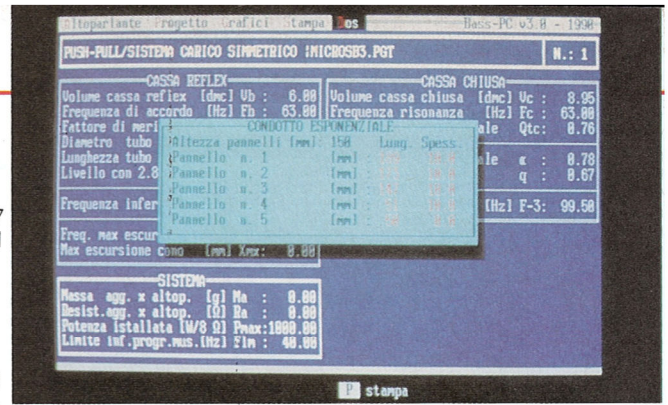 Altoparlante Progetto Grafici Stampa Dos Bass-PC v3.0 - 1990
PUSH-PULL/SISTEMA CARICO SIMMETRICO :MICROSB3.PGT N.: 1
CASSA REFLEX
Volume cassa reflex [dmc] Vb : 6.00
Frequenza di accordo [Hz] Fb : 63.00
Fattore di meri
Diametro tubo
Lunghezza tubo
Livello con 2.8
Frequenza infer
Freq. max escur
Max escursione cono [mm] Xmx: 0.00
CASSA CHIUSA
Volume cassa chiusa [dmc] Vc : 8.95
Frequenza risonanza [Hz] Fc : 63.00
ale Qtc: 0.76
ale α : 0.78
q : 0.67
[Hz] F-3: 99.50
CONDOTTO ESPONENZIALE
Altezza pannelli [mm]: 150 Lung. Spess.
Pannello n. 1 [mm] :
Pannello n. 2 [mm] :
Pannello n. 3 [mm] :
Pannello n. 4 [mm] :
Pannello n. 5 [mm] :
SISTEMA
Massa agg. x altop. [g] Ma : 0.00
Resist.agg. x altop. [Ω] Ra : 0.00
Potenza istallata [W/8 Ω] Pmax:1000.00
Limite inf.progr.mus.[Hz] Flm : 40.00
P stampa